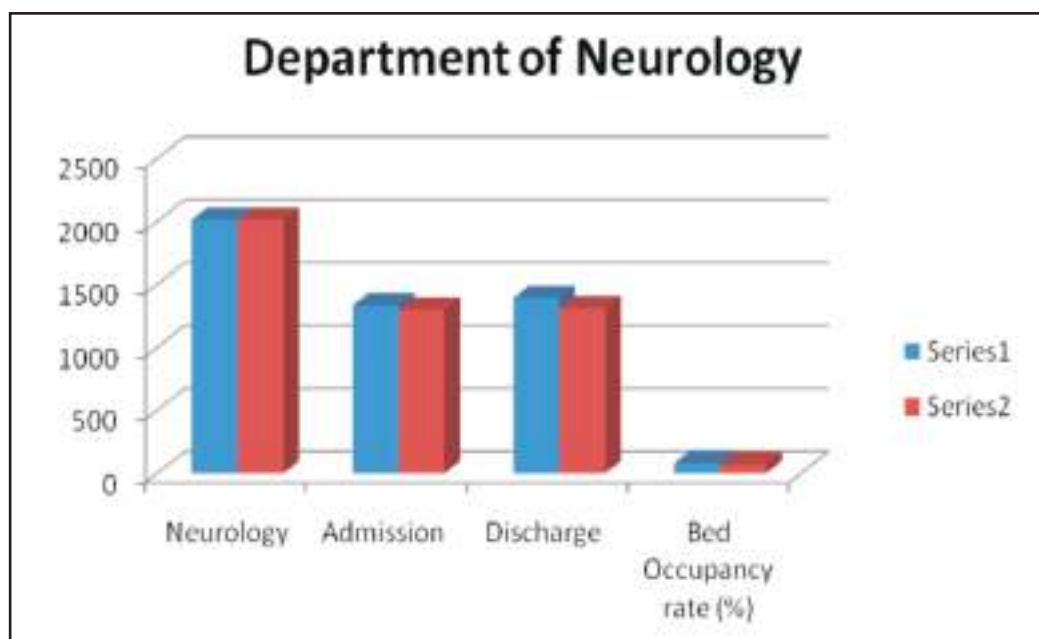 Department of Neurology
2500
2000
1500
1000
500
0
Neurology
Admission
Discharge
Bed
Occupancy
rate (%)
Series1
Series2